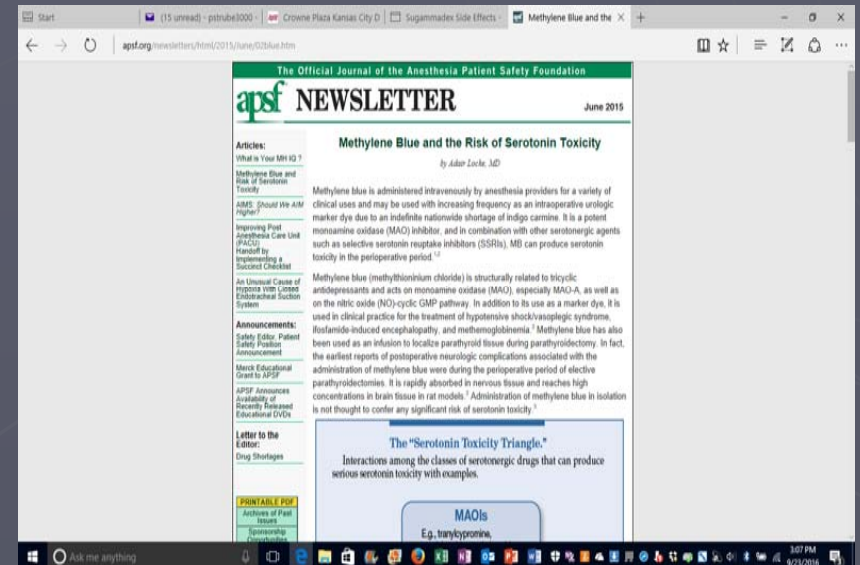 Start
(15 unread) - pstrube3000 -
Crowne Plaza Kansas City D
Sugammadex Side Effects -
Methylene Blue and the
apsf.org/newsletters/html/2015/june/02blue.htm
The Official Journal of the Anesthesia Patient Safety Foundation
apsf NEWSLETTER
June 2015
Articles:
What is Your MH IQ ?
Methylene Blue and
Risk of Serotonin
Toxicity
AIMS: Should We AIM
Higher?
Improving Post
Anesthesia Care Unit
(PACU)
Handoff by
Implementing a
Succinct Checklist
An Unusual Cause of
Hypoxia With Closed
Endotracheal Suction
System
Announcements:
Safety Editor, Patient
Safety Position
Announcement
Merck Educational
Grant to APSF
APSF Announces
Availability of
Recently Released
Educational DVDs
Letter to the
Editor:
Drug Shortages
PRINTABLE PDF
Archives of Past
Issues
Sponsorship
Methylene Blue and the Risk of Serotonin Toxicity
by Adair Locke, MD
Methylene blue is administered intravenously by anesthesia providers for a variety of
clinical uses and may be used with increasing frequency as an intraoperative urologic
marker dye due to an indefinite nationwide shortage of indigo carmine. It is a potent
monoamine oxidase (MAO) inhibitor, and in combination with other serotonergic agents
such as selective serotonin reuptake inhibitors (SSRIs), MB can produce serotonin
toxicity in the perioperative period.1,2
Methylene blue (methylthioninium chloride) is structurally related to tricyclic
antidepressants and acts on monoamine oxidase (MAO), especially MAO-A, as well as
on the nitric oxide (NO)-cyclic GMP pathway. In addition to its use as a marker dye, it is
used in clinical practice for the treatment of hypotensive shock/vasoplegic syndrome,
ifosfamide-induced encephalopathy, and methemoglobinemia.3 Methylene blue has also
been used as an infusion to localize parathyroid tissue during parathyroidectomy. In fact,
the earliest reports of postoperative neurologic complications associated with the
administration of methylene blue were during the perioperative period of elective
parathyroidectomies. It is rapidly absorbed in nervous tissue and reaches high
concentrations in brain tissue in rat models. Administration of methylene blue in isolation
is not thought to confer any significant risk of serotonin toxicity.
The "Serotonin Toxicity Triangle."
Interactions among the classes of serotonergic drugs that can produce
serious serotonin toxicity with examples.
MAOIs
E.g., tranylcypromine,
Ask me anything
3:07 PM
9/23/2016